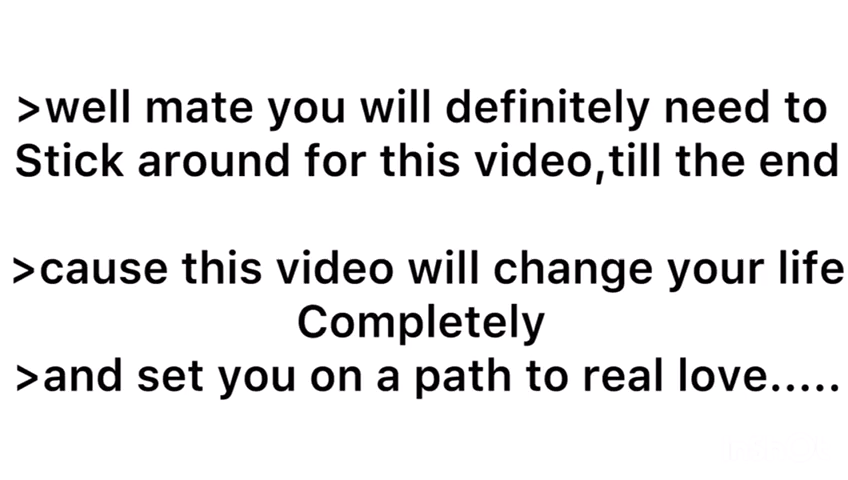 >well mate you will definitely need to
Stick around for this video,till the end
>cause this video will change your life
Completely
>and set you on a path to real love.....